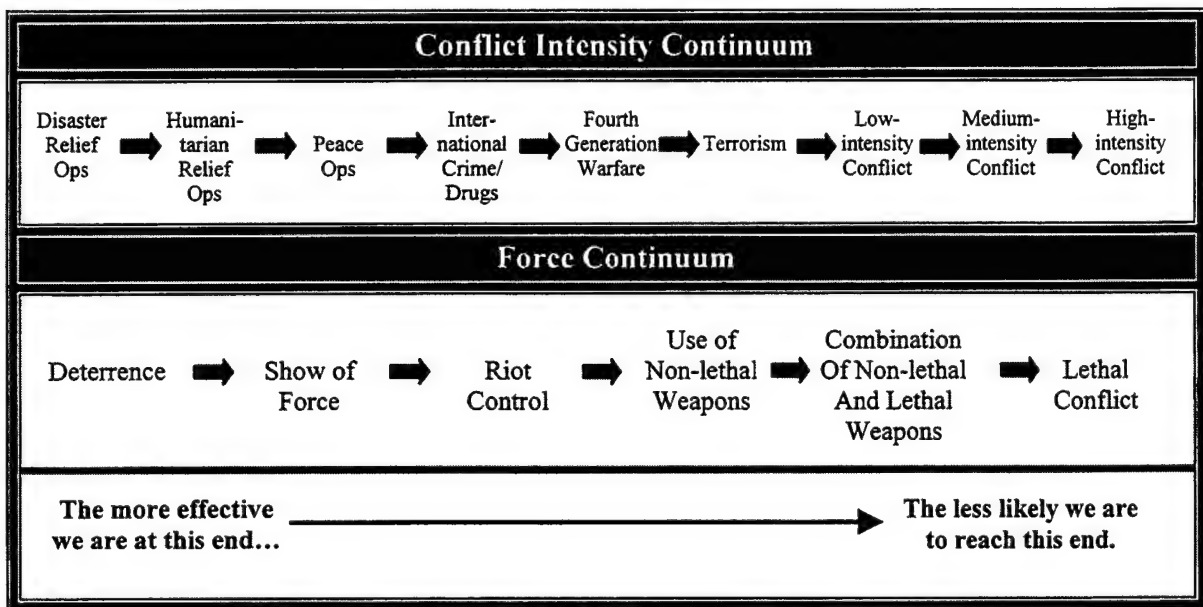 Conflict Intensity Continuum
Disaster
Relief
Ops
Humani-
tarian
Relief
Ops
Peace
Ops
Inter-
national
Crime/
Drugs
Fourth
Generation
Warfare
Terrorism
Low-
intensity
Conflict
Medium-
intensity
Conflict
High-
intensity
Conflict
Force Continuum
Deterrence
Show of
Force
Riot
Control
Use of
Non-lethal
Weapons
Combination
Of Non-lethal
And Lethal
Weapons
Lethal
Conflict
The more effective
we are at this end...
The less likely we are
to reach this end.